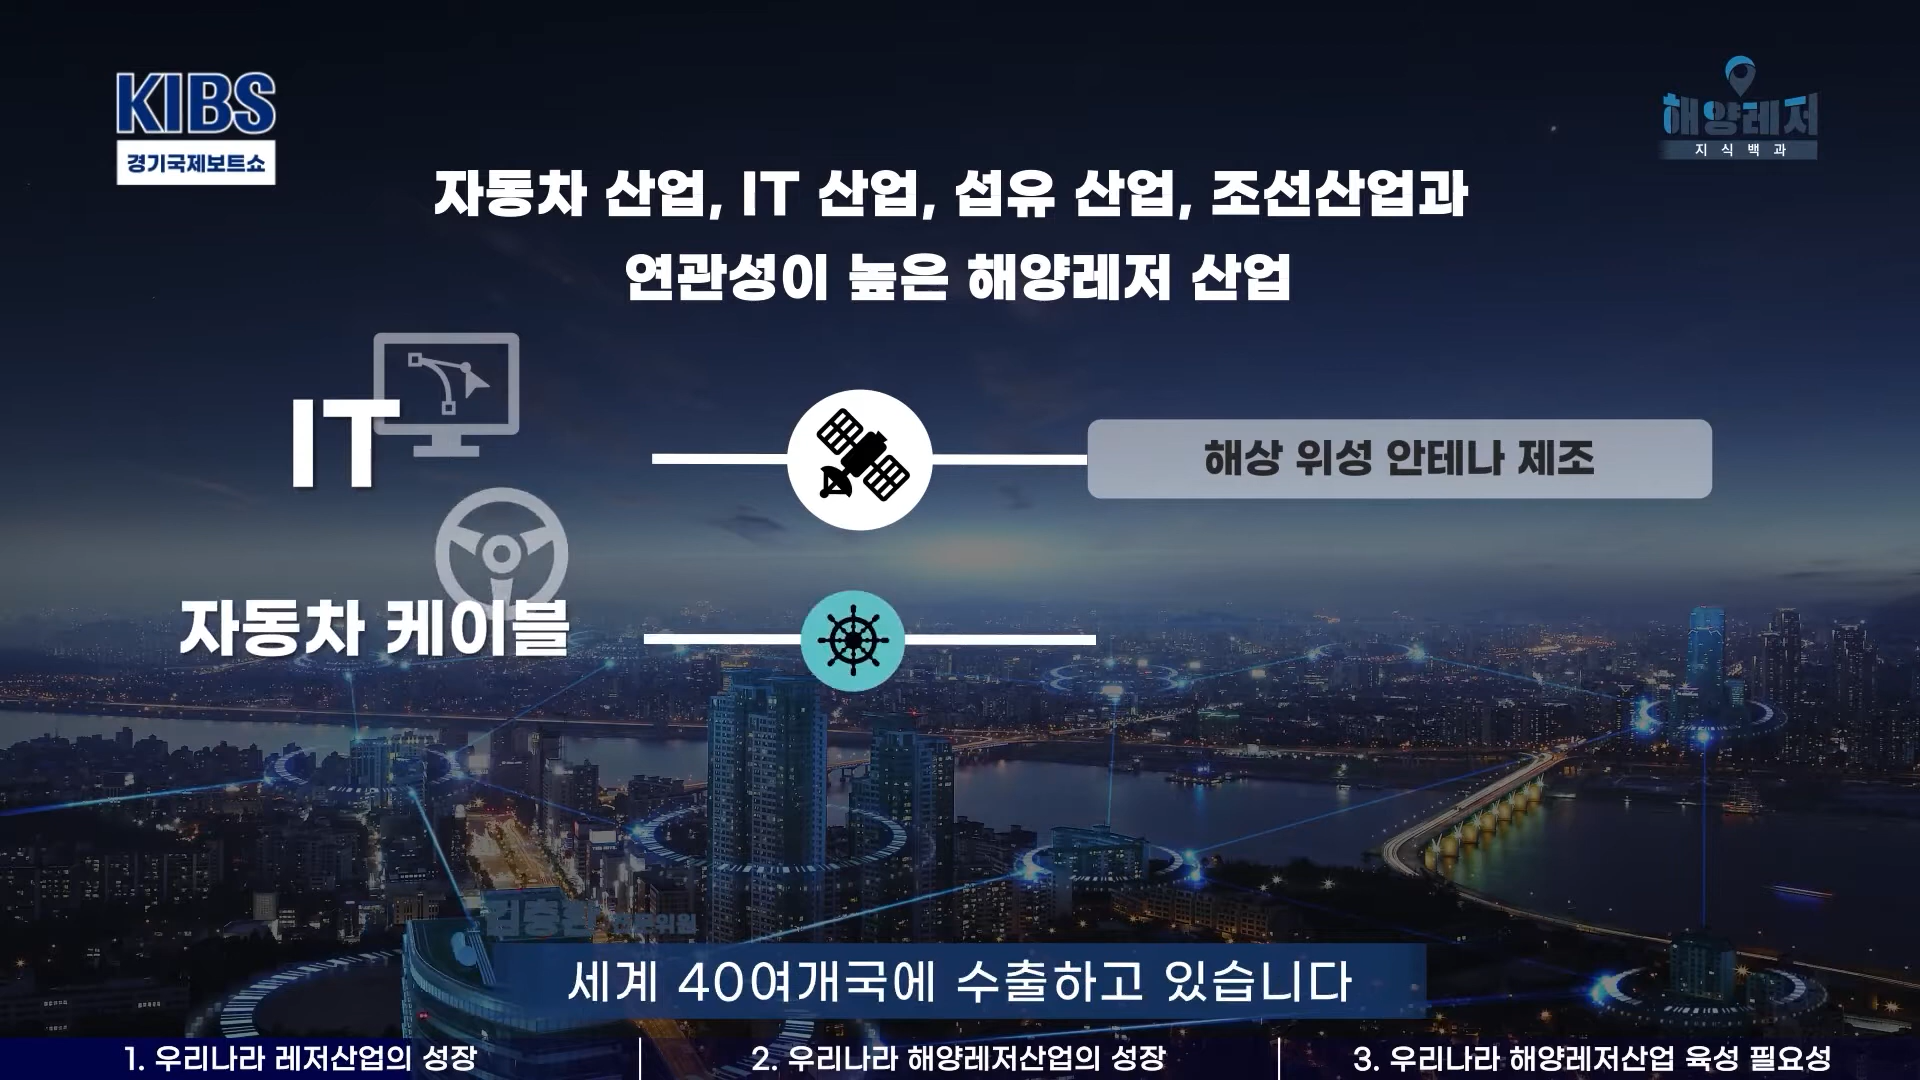 KIBS
경기국제보트쇼
해양레저
지식백과
자동차 산업, IT 산업, 섭유 산업, 조선산업과
연관성이 높은 해양레저 산업
IT
해상 위성 안테나 제조
자동차 케이블
세계 40여개국에 수출하고 있습니다
1. 우리나라 레저산업의 성장
2. 우리나라 해양레저산업의 성장
3. 우리나라 해양레저산업 육성 필요성